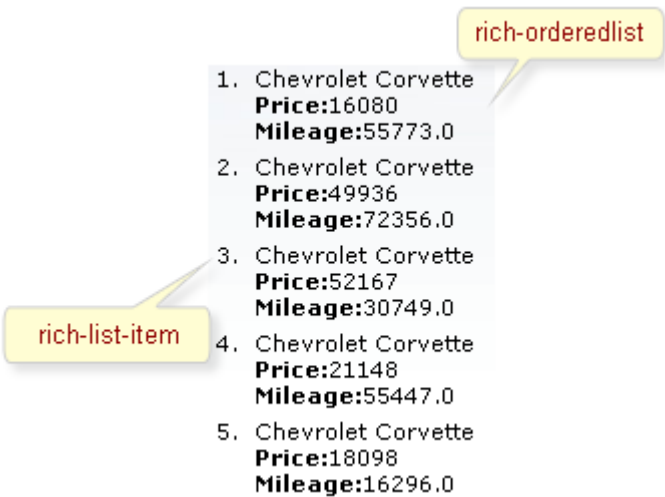 rich-orderedlist
1. Chevrolet Corvette
Price:16080
Mileage:55773.0
2. Chevrolet Corvette
Price:49936
Mileage:72356.0
3. Chevrolet Corvette
Price:52167
Mileage:30749.0
rich-list-item
4. Chevrolet Corvette
Price:21148
Mileage:55447.0
5. Chevrolet Corvette
Price:18098
Mileage:16296.0